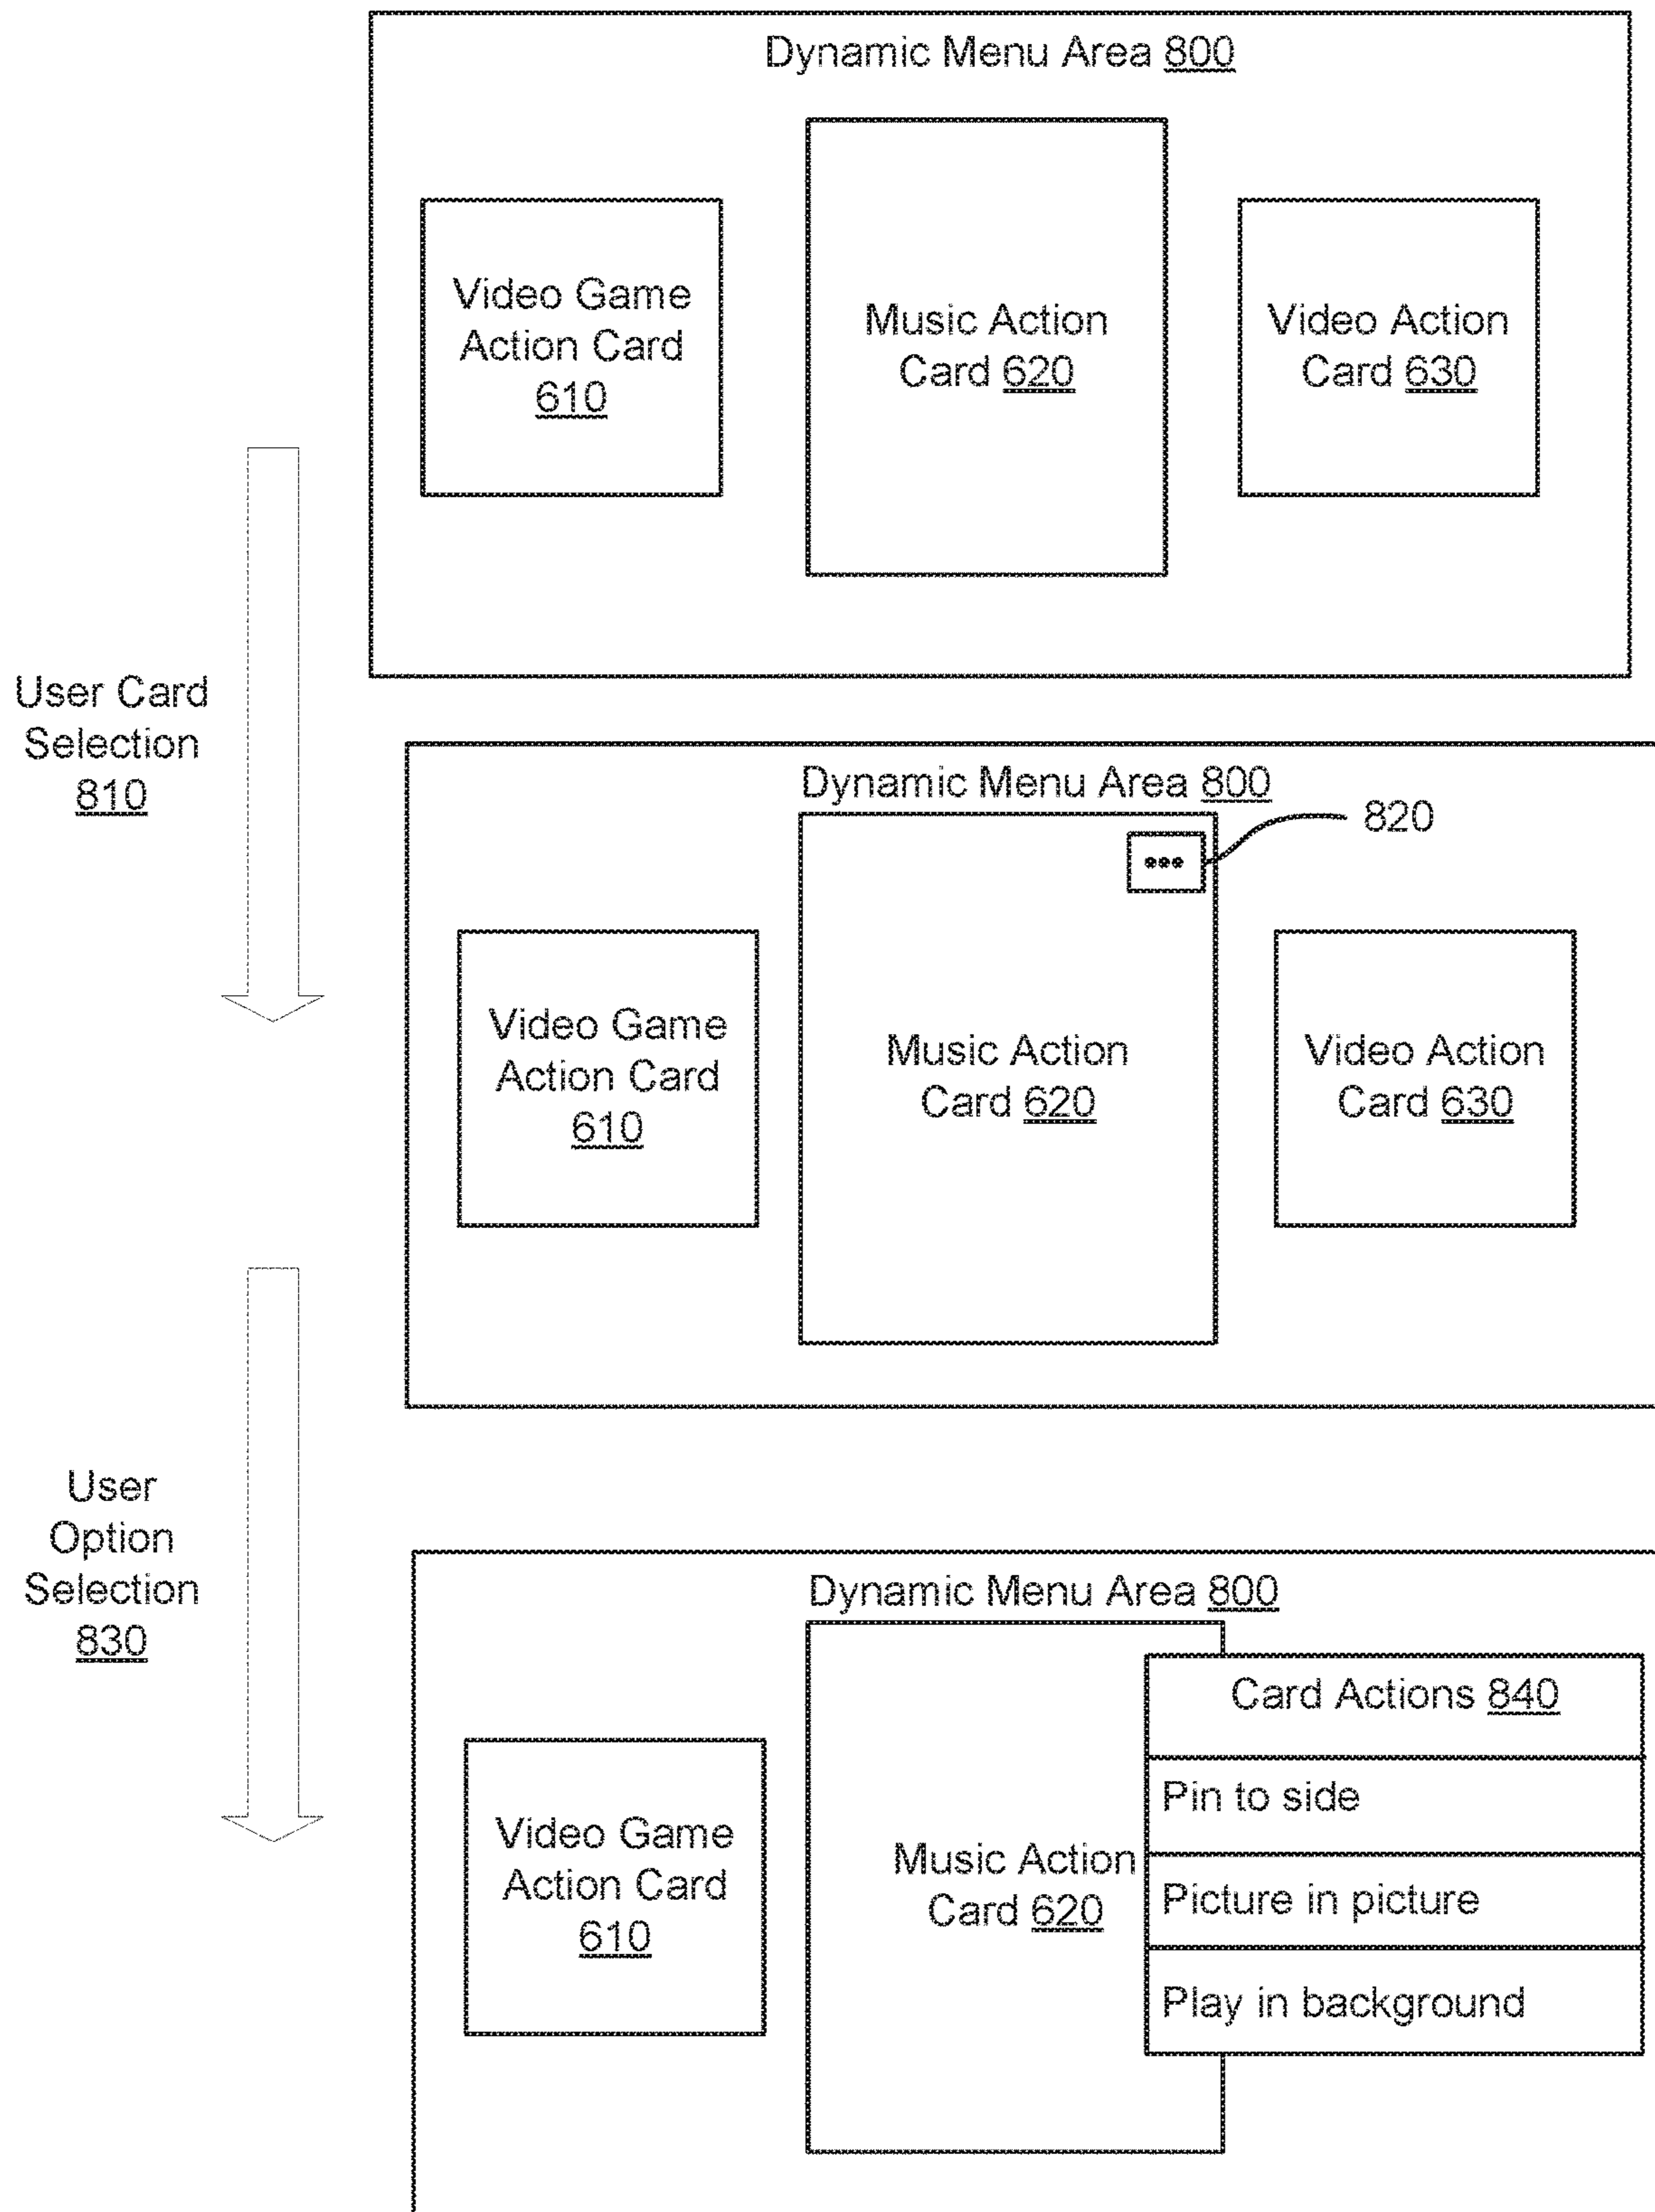 Dynamic Menu Area 800
Video Game
Action Card
610
Music Action
Card 620
Video Action
Card 630
User Card
Selection
810
Dynamic Menu Area 800
820
•••
Video Game
Action Card
610
Music Action
Card 620
Video Action
Card 630
User
Option
Selection
830
Dynamic Menu Area 800
Video Game
Action Card
610
Music Action
Card 620
Card Actions 840
Pin to side
Picture in picture
Play in background